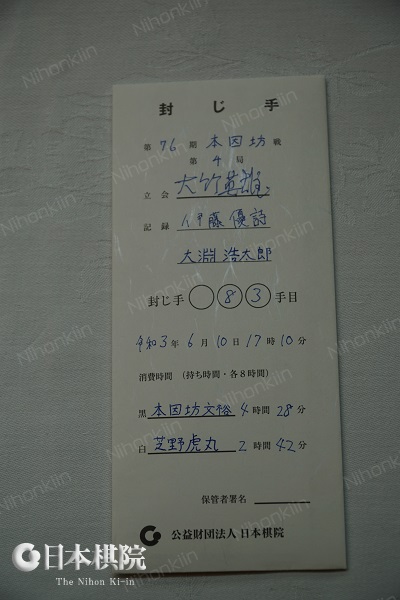 封じ手
第 76 期 本因坊 戦
第 4 局
立会 大竹英雄
記録 伊藤優詩
大淵浩太郎
封じ手 ○ 8 3 手目
令和3年 6月 10日 17時 10分
消費時間 (持ち時間・各8時間)
黒 本因坊文裕 4時間 28分
白 芝野虎丸 2時間 42分
保管者署名
公益財団法人 日本棋院
日本棋院
The Nihon Ki-in
Nihonkiin